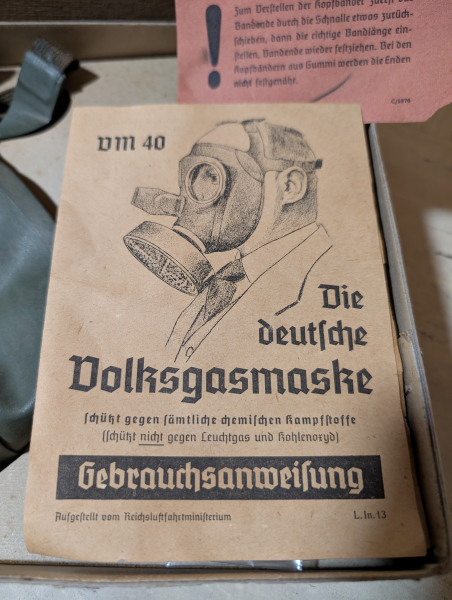 Zum Verstellen der Kopfbänder zuerst das
Bandende durch die Schnalle etwas zurück-
schieben, dann die richtige Bandlänge ein-
stellen, Bandende wieder festziehen. Bei den
Kopfbändern aus Gummi werden die Enden
nicht festgenäht.
VM 40
Die
deutsche
Volksgasmaske
schützt gegen sämtliche chemischen Kampfstoffe
(schützt nicht gegen Leuchtgas und Kohlenoxyd)
Gebrauchsanweisung
Aufgestellt vom Reichsluftfahrtministerium
L. In. 13